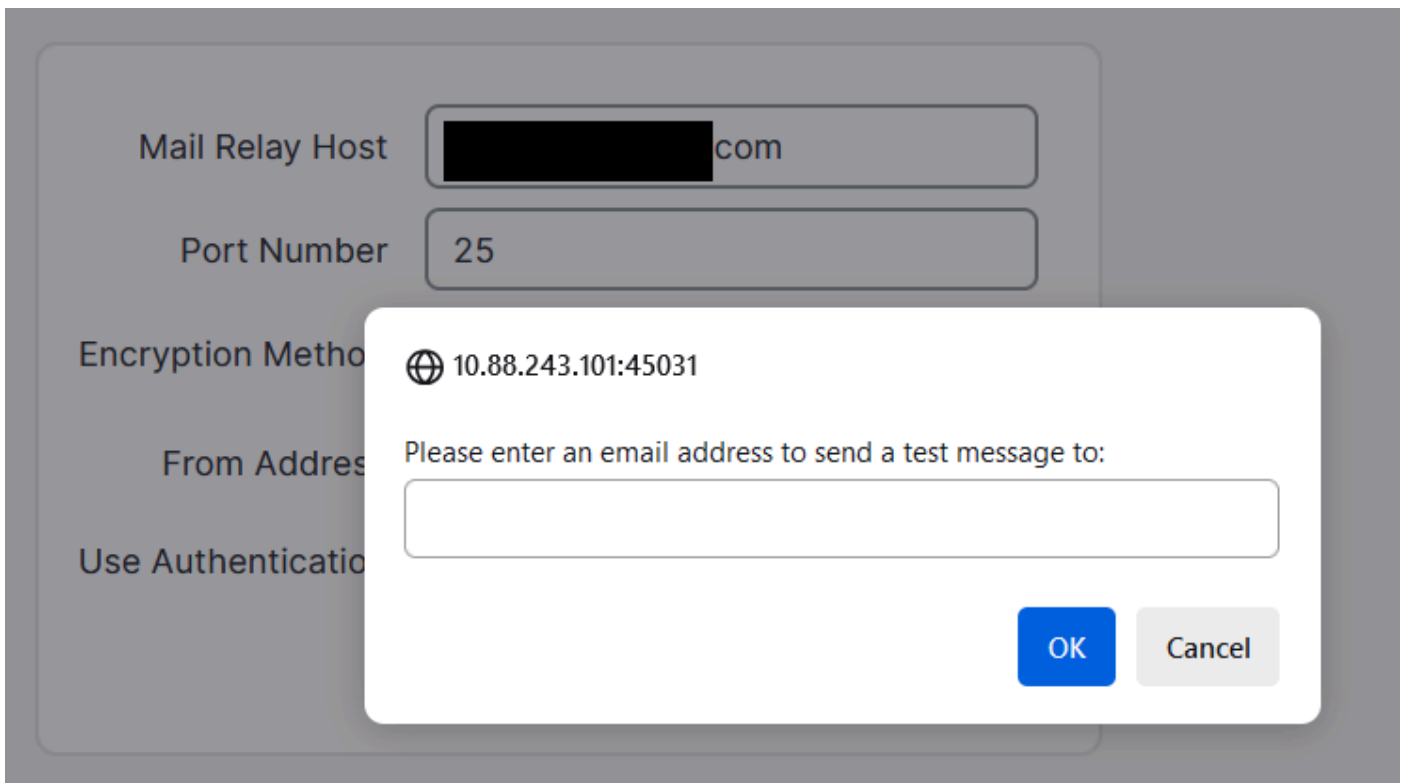 Mail Relay Host com
Port Number 25
Encryption Metho
10.88.243.101:45031
Please enter an email address to send a test message to:
From Addres
Use Authenticatio
OK Cancel